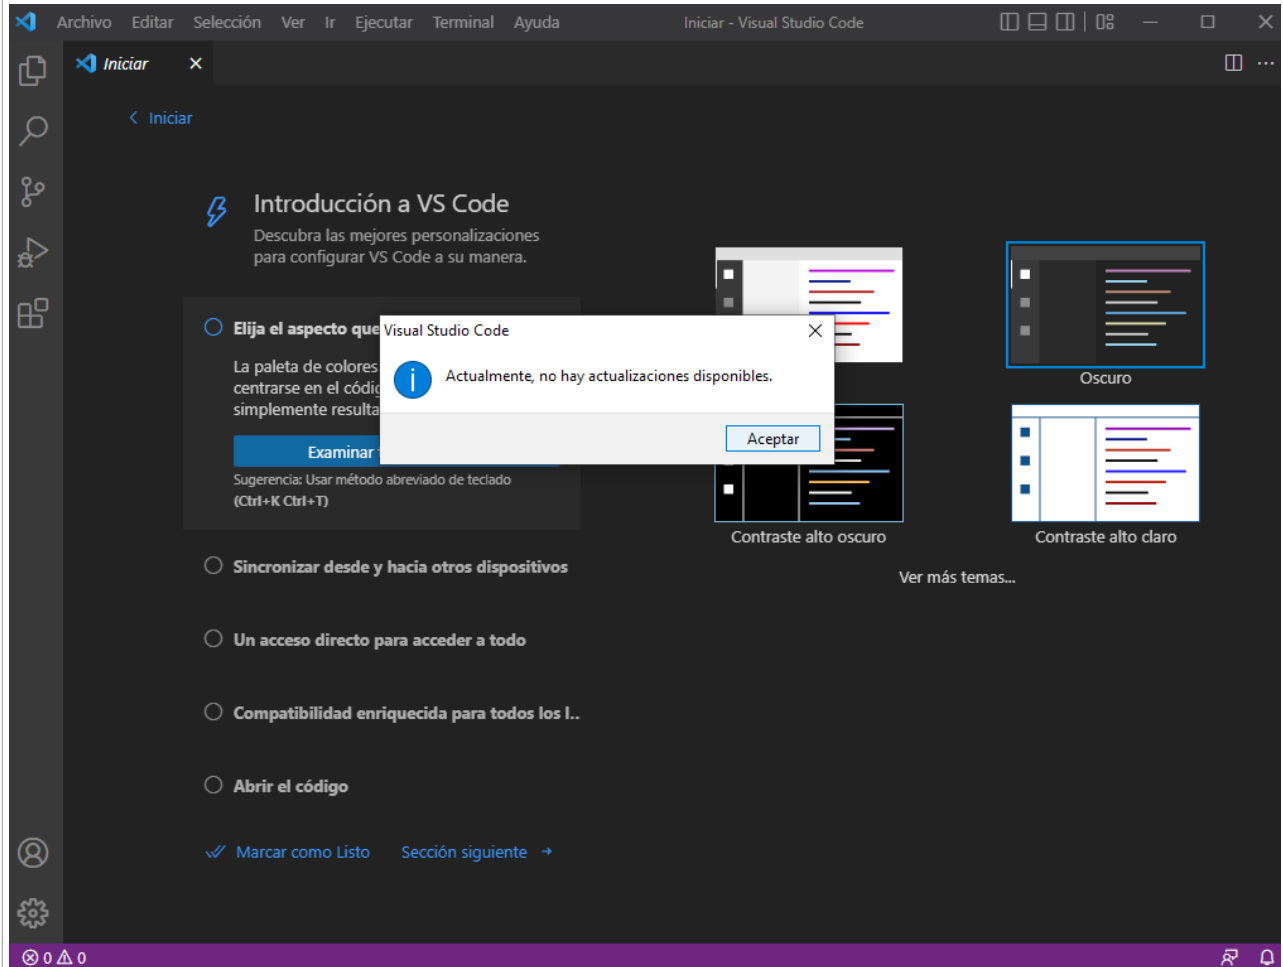 Archivo Editar Selección Ver Ir Ejecutar Terminal Ayuda
Iniciar - Visual Studio Code
Iniciar
Iniciar
Introducción a VS Code
Descubra las mejores personalizaciones
para configurar VS Code a su manera.
Elija el aspecto que
La paleta de colores
centrarse en el códig
simplemente resulta
Examinar
Sugerencia: Usar método abreviado de teclado
(Ctrl+K Ctrl+T)
Visual Studio Code
Actualmente, no hay actualizaciones disponibles.
Aceptar
Oscuro
Contraste alto oscuro
Contraste alto claro
Ver más temas...
Sincronizar desde y hacia otros dispositivos
Un acceso directo para acceder a todo
Compatibilidad enriquecida para todos los l..
Abrir el código
Marcar como Listo
Sección siguiente
0 0